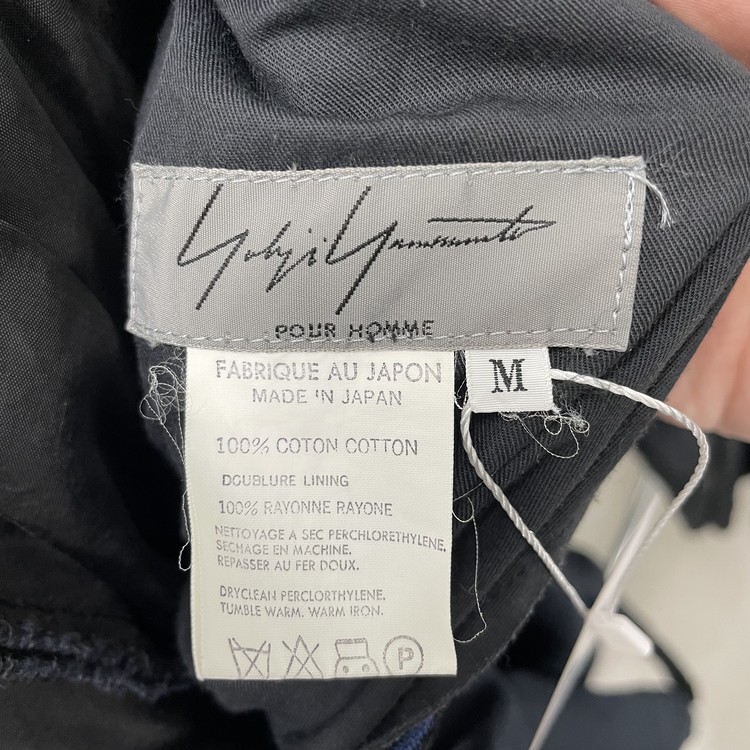 Yohji Yamamoto
POUR HOMME
M
FABRIQUE AU JAPON
MADE IN JAPAN
100% COTON COTTON
DOUBLURE LINING
100% RAYONNE RAYONE
NETTOYAGE A SEC PERCHLORETHYLENE.
SECHAGE EN MACHINE.
REPASSER AU FER DOUX.
DRYCLEAN PERCLORTHYLENE.
TUMBLE WARM. WARM IRON.
P